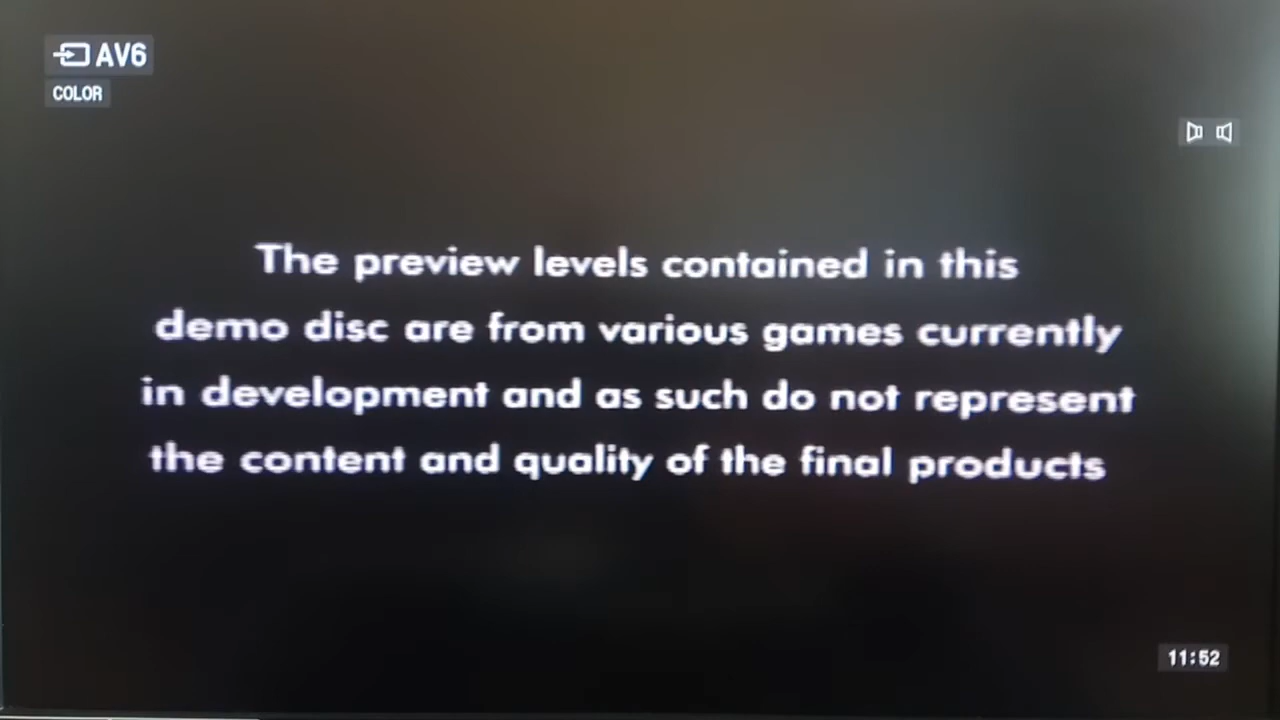 AV6
COLOR
The preview levels contained in this
demo disc are from various games currently
in development and as such do not represent
the content and quality of the final products
11:52